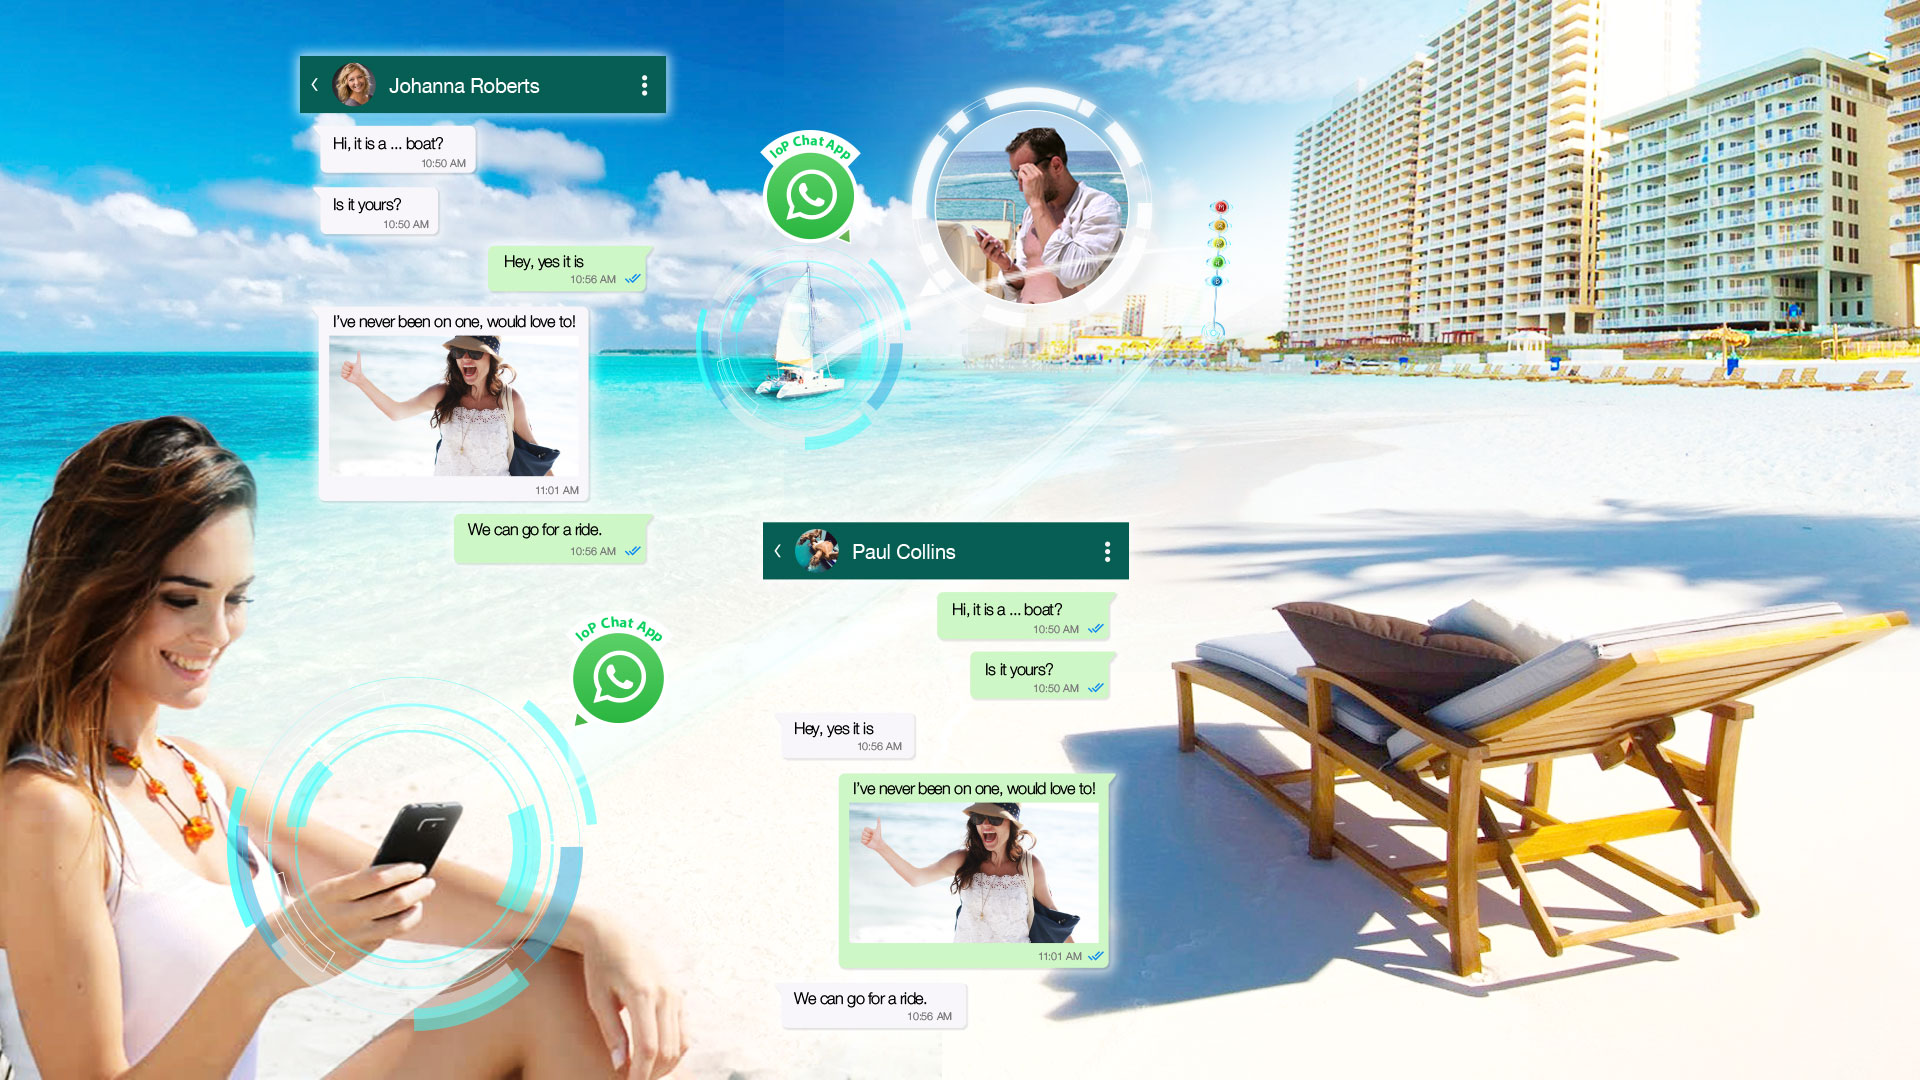 Johanna Roberts
Hi, it is a ... boat?
10:50 AM
Is it yours?
10:50 AM
Hey, yes it is
10:56 AM
I've never been on one, would love to!
11:01 AM
We can go for a ride.
10:56 AM
IoP Chat App
IoP Chat App
Paul Collins
Hi, it is a ... boat?
10:50 AM
Is it yours?
10:50 AM
Hey, yes it is
10:56 AM
I've never been on one, would love to!
11:01 AM
We can go for a ride.
10:56 AM